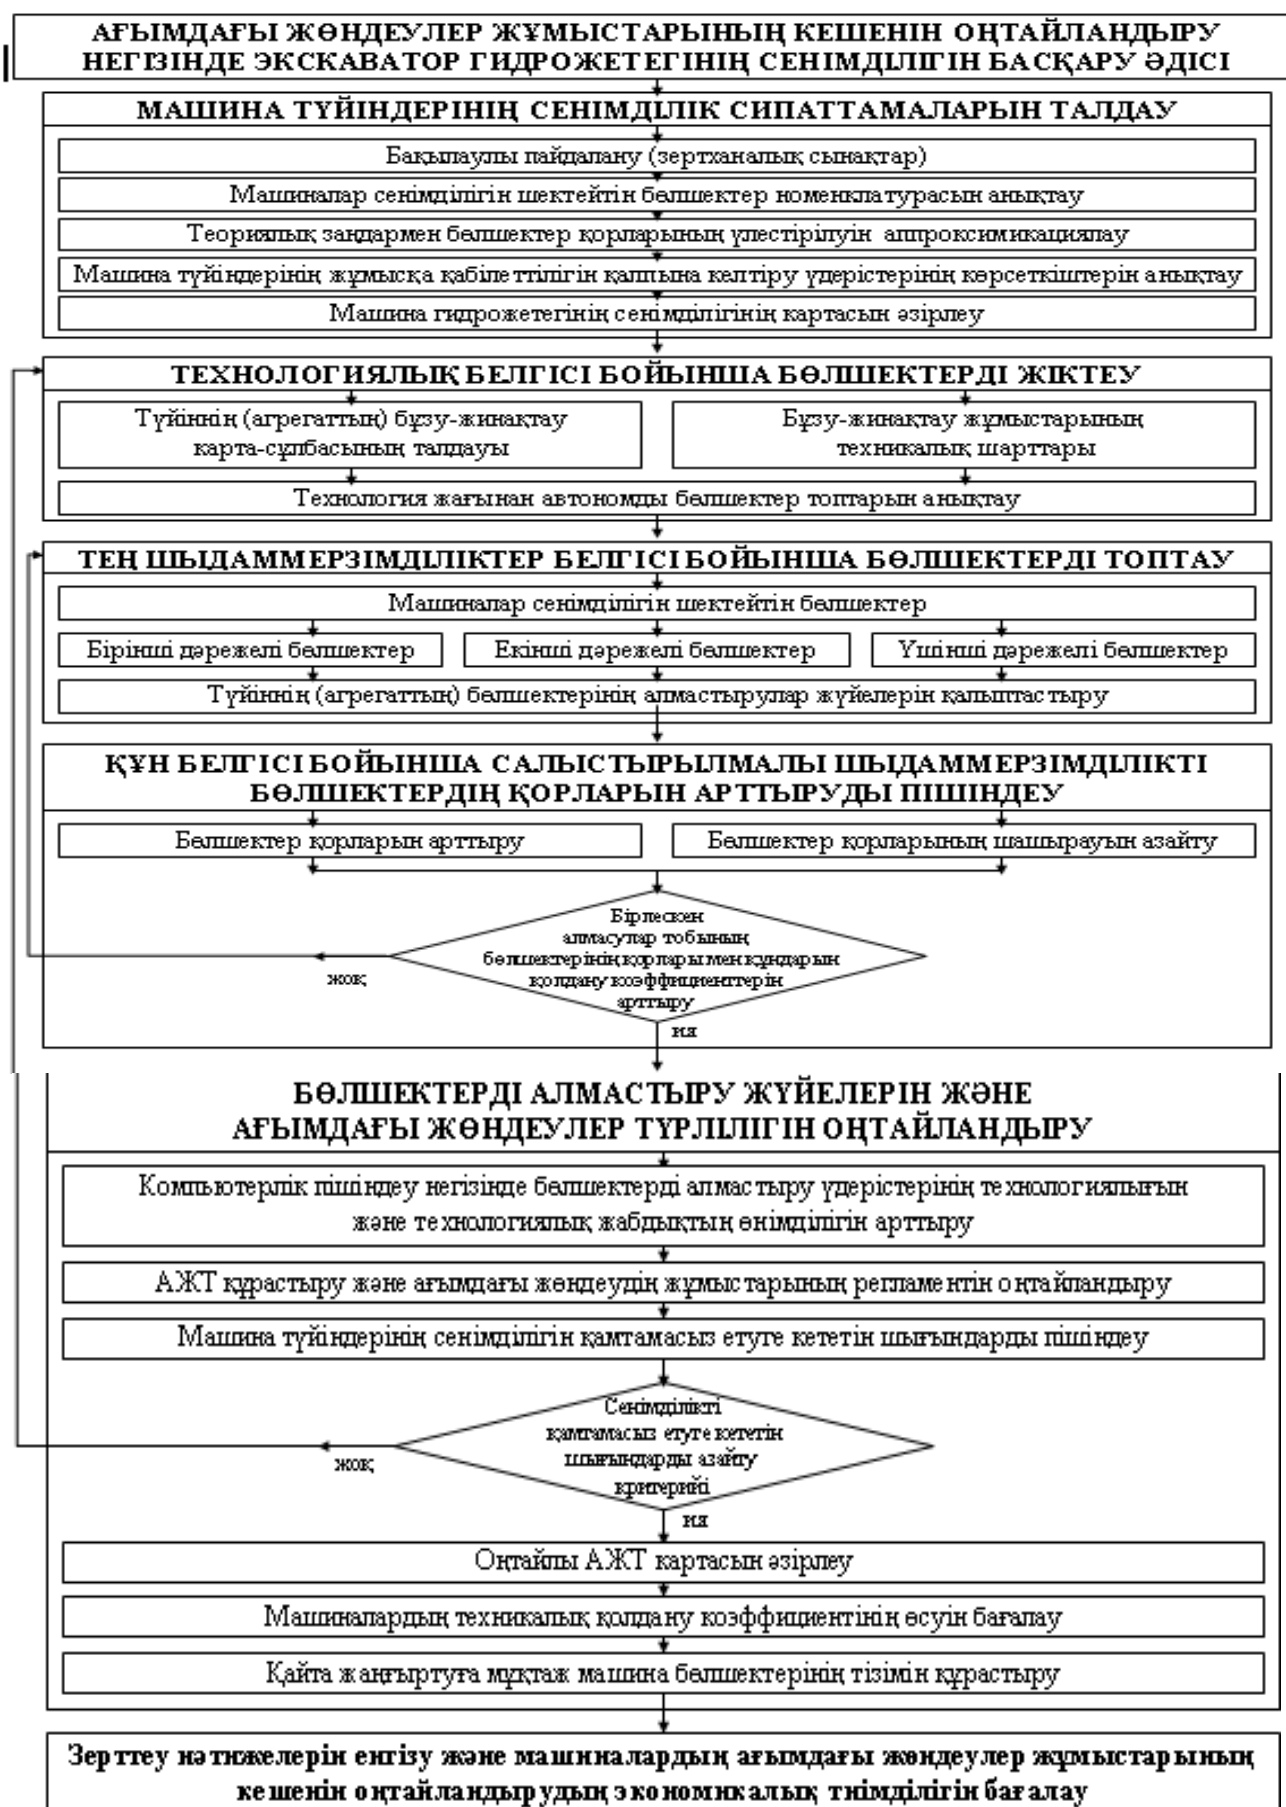 АҒЫМДАҒЫ ЖӨНДЕУЛЕР ЖҰМЫСТАРЫНЫҢ КЕШЕНІН ОҢТАЙЛАНДЫРУ
НЕГІЗІНДЕ ЭКСКАВАТОР ГИДРОЖЕТЕГІНІҢ СЕНІМДІЛІГІН БАСҚАРУ ӘДІСІ
МАШИНА ТҮЙІНДЕРІНІҢ СЕНІМДІЛІК СИПАТТАМАЛАРЫН ТАЛДАУ
Бақылаулы пайдалану (зертханалық сынақтар)
Машиналар сенімділігін шектейтін бөлшектер номенклатурасын анықтау
Теориялық заңдармен бөлшектер қорларының үлестірілуін аппроксимикациялау
Машина түйіндерінің жұмысқа қабілеттілігін қалпына келтіру үдерістерінің көрсеткіштерін анықтау
Машина гидрожетегінің сенімділігінің картасын әзірлеу
ТЕХНОЛОГИЯЛЫҚ БЕЛГІСІ БОЙЫНША БӨЛШЕКТЕРДІ ЖІКТЕУ
Түйіннің (агрегаттың) бұзу-жинақтау
карта-сұлбасының талдауы
Бұзу-жинақтау жұмыстарының
техникалық шарттары
Технология жағынан автономды бөлшектер топтарын анықтау
ТЕҢ ШЫДАММЕРЗІМДІЛІКТЕР БЕЛГІСІ БОЙЫНША БӨЛШЕКТЕРДІ ТОПТАУ
Машиналар сенімділігін шектейтін бөлшектер
Бірінші дәрежелі бөлшектер
Екінші дәрежелі бөлшектер
Үшінші дәрежелі бөлшектер
Түйіннің (агрегаттың) бөлшектерінің алмастырулар жүйелерін қалыптастыру
ҚҰН БЕЛГІСІ БОЙЫНША САЛЫСТЫРЫЛМАЛЫ ШЫДАММЕРЗІМДІЛІКТІ
БӨЛШЕКТЕРДІҢ ҚОРЛАРЫН АРТТЫРУДЫ ПІШІНДЕУ
Бөлшектер қорларын арттыру
Бөлшектер қорларының шашырауын азайту
Бірлескен
алмасулар тобының
бөлшектерінің қорлары мен құндарын
қолдану коэффициенттерін
арттыру
жоқ
ия
БӨЛШЕКТЕРДІ АЛМАСТЫРУ ЖҮЙЕЛЕРІН ЖӘНЕ
АҒЫМДАҒЫ ЖӨНДЕУЛЕР ТҮРЛІЛІГІН ОҢТАЙЛАНДЫРУ
Компьютерлік пішіндеу негізінде бөлшектерді алмастыру үдерістерінің технологиялығын
және технологиялық жабдықтың өнімділігін арттыру
АЖТ құрастыру және ағымдағы жөндеудің жұмыстарының регламентін оңтайландыру
Машина түйіндерінің сенімділігін қамтамасыз етуге кететін шығындарды пішіндеу
Сенімділікті
қамтамасыз етуге кететін
шығындарды азайту
критерийі
жоқ
ия
Оңтайлы АЖТ картасын әзірлеу
Машиналардың техникалық қолдану коэффициентінің өсуін бағалау
Қайта жаңғыртуға мұқтаж машина бөлшектерінің тізімін құрастыру
Зерттеу нәтижелерін енгізу және машиналардың ағымдағы жөндеулер жұмыстарының
кешенін оңтайландырудың экономикалық тиімділігін бағалау